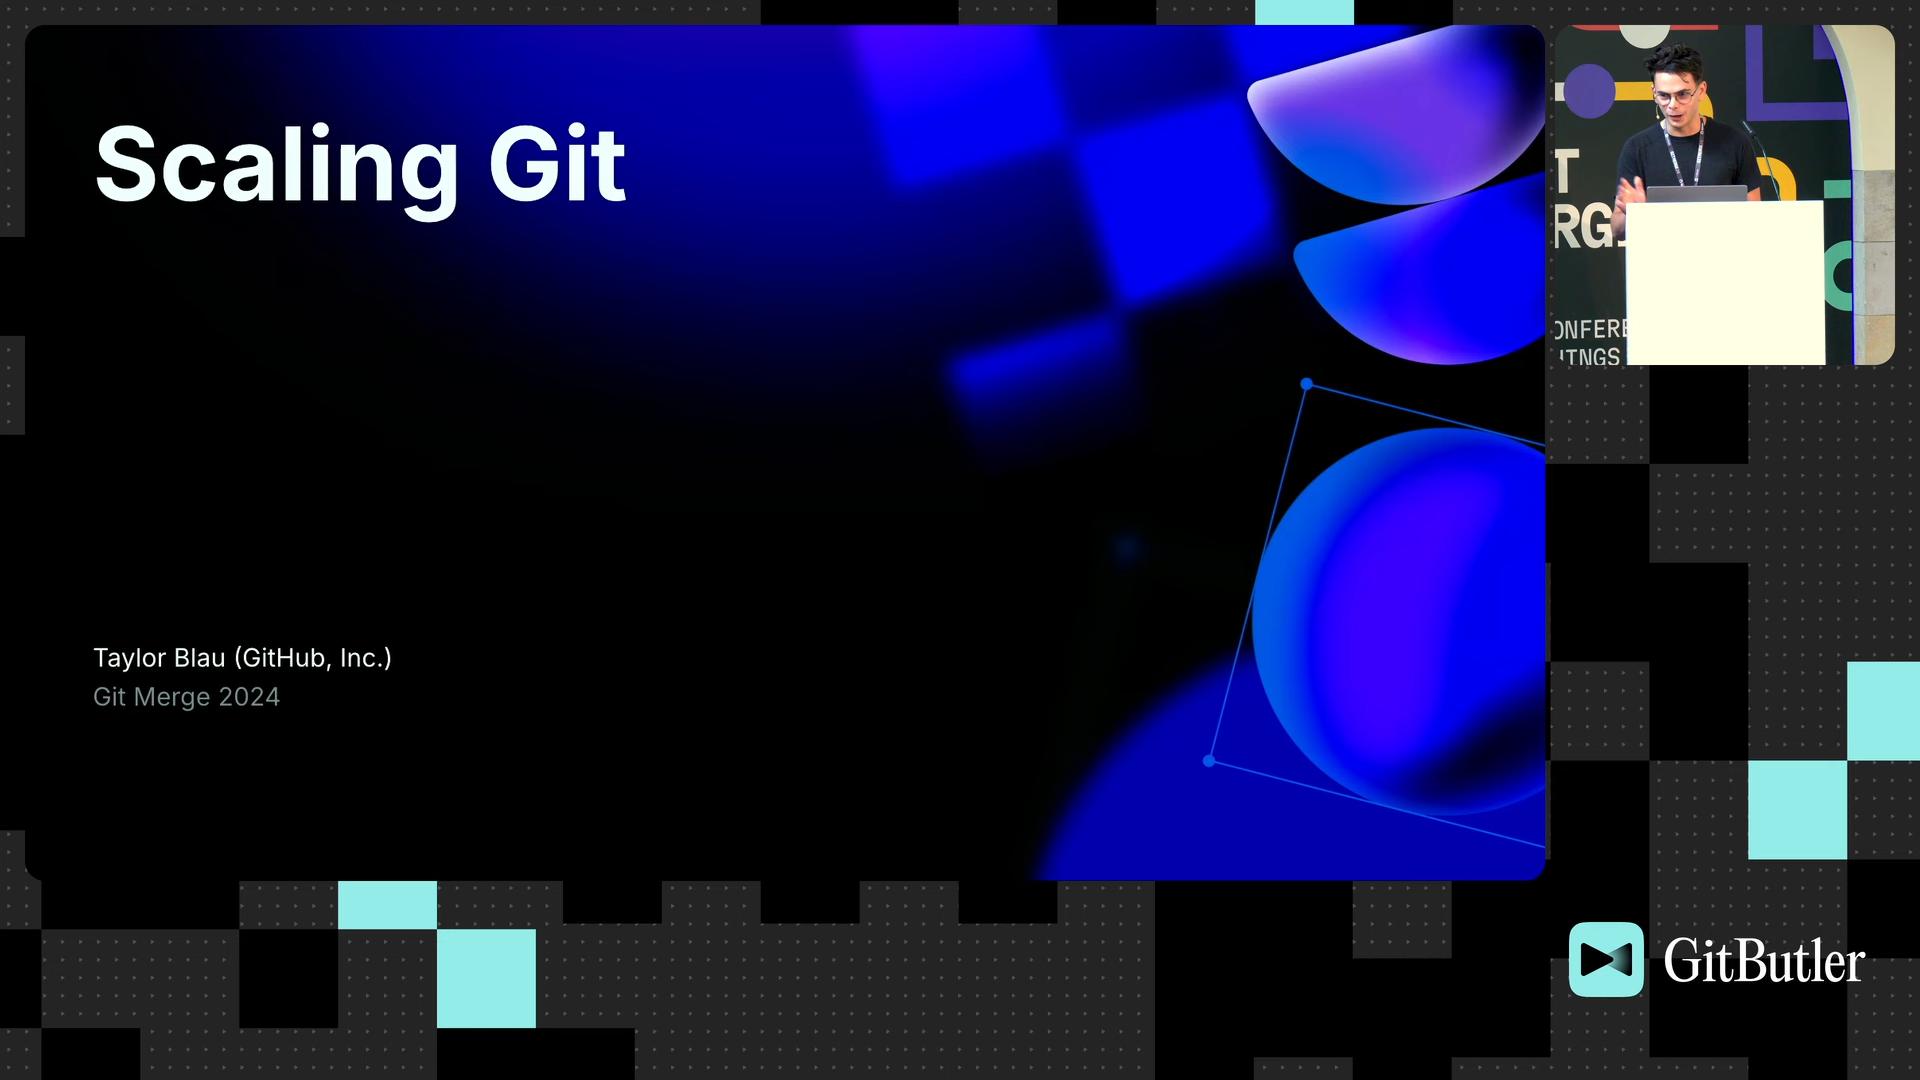 Scaling Git
Taylor Blau (GitHub, Inc.)
Git Merge 2024
GitButler